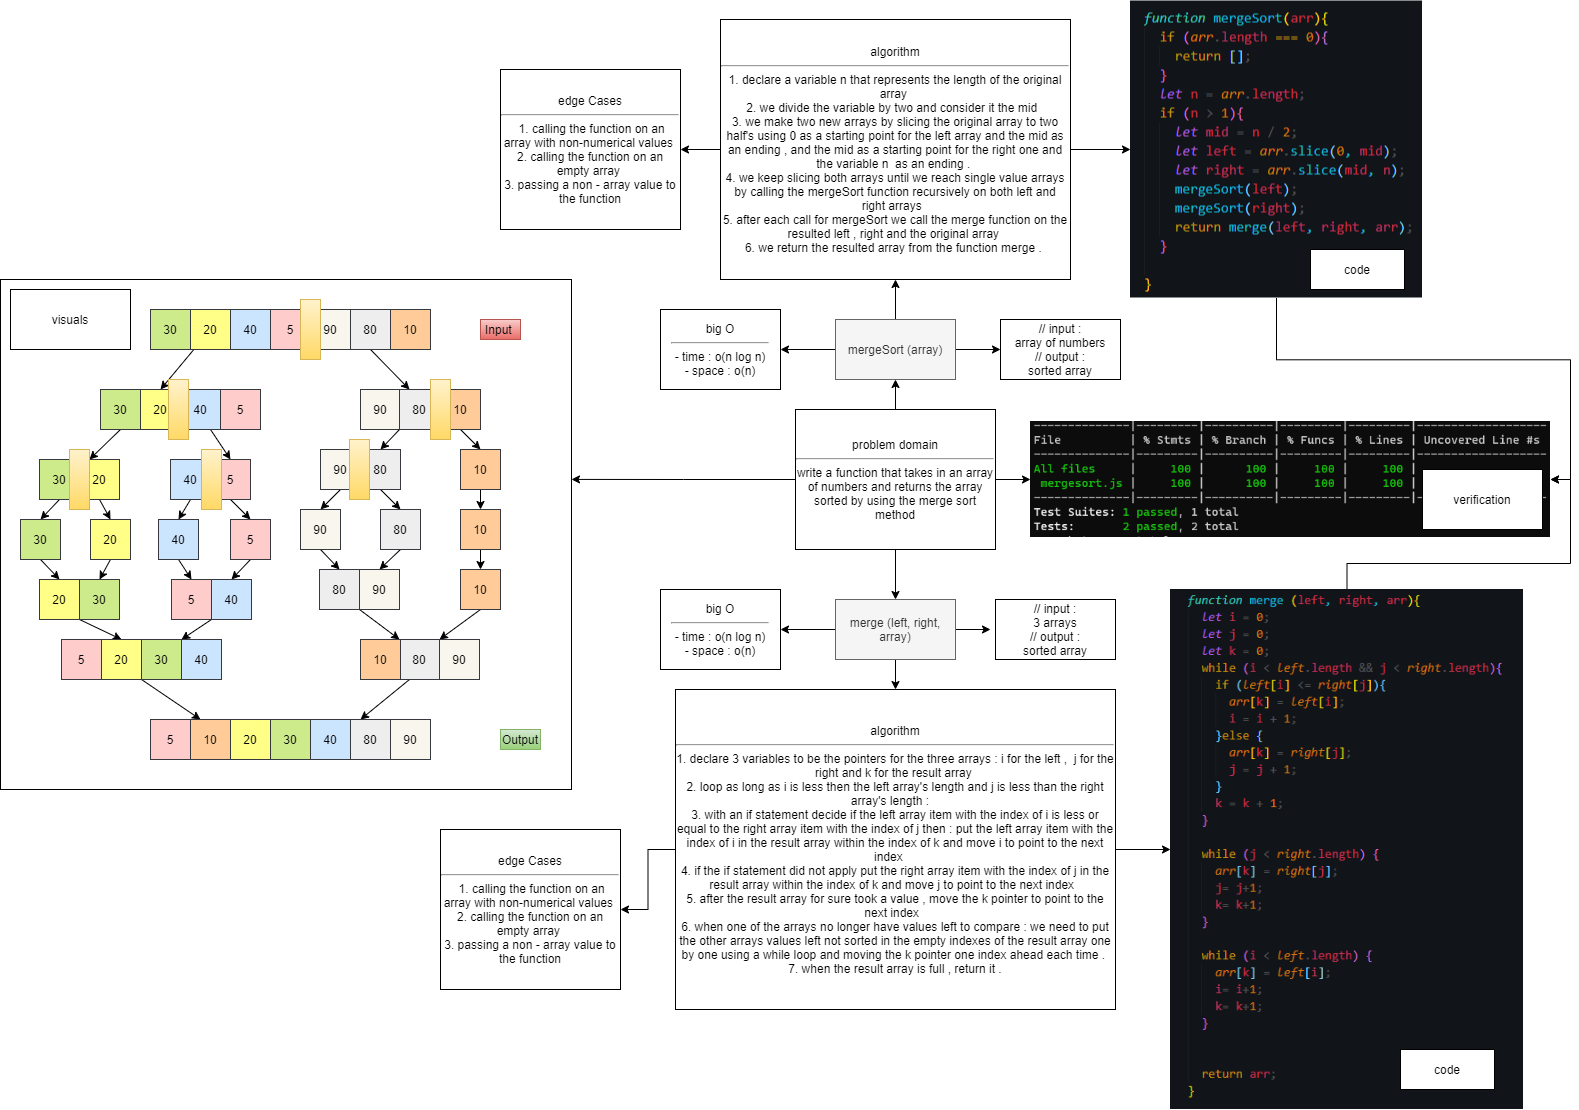 algorithm
1. declare a variable n that represents the length of the original
array
2. we divide the variable by two and consider it the mid
3. we make two new arrays by slicing the original array to two
half's using 0 as a starting point for the left array and the mid as
an ending , and the mid as a starting point for the right one and
the variable n as an ending .
4. we keep slicing both arrays until we reach single value arrays
by calling the mergeSort function recursively on both left and
right arrays
5. after each call for mergeSort we call the merge function on the
resulted left , right and the original array
6. we return the resulted array from the function merge .
edge Cases
1. calling the function on an
array with non-numerical values
2. calling the function on an
empty array
3. passing a non - array value to
the function
function mergeSort(arr){
if (arr.length === 0){
return [];
}
let n = arr.length;
if (n > 1){
let mid = n / 2;
let left = arr.slice(0, mid);
let right = arr.slice(mid, n);
mergeSort(left);
mergeSort(right);
return merge(left, right, arr);
}
}
code
visuals
30 20 40 5 90 80 10
Input
30 20 40 5
90 80 10
30 20
40 5
90 80
10
30
20
40
5
90
80
10
20 30
5 40
80 90
10
5 20 30 40
10 80 90
5 10 20 30 40 80 90
Output
big O
- time : o(n log n)
- space : o(n)
mergeSort (array)
// input :
array of numbers
// output :
sorted array
problem domain
write a function that takes in an array
of numbers and returns the array
sorted by using the merge sort
method
---------------|---------|----------|---------|---------|-------------------
File | % Stmts | % Branch | % Funcs | % Lines | Uncovered Line #s
---------------|---------|----------|---------|---------|-------------------
All files | 100 | 100 | 100 | 100 |
mergesort.js | 100 | 100 | 100 | 100 |
---------------|---------|----------|---------|---------|-------------------
Test Suites: 1 passed, 1 total
Tests: 2 passed, 2 total
verification
big O
- time : o(n log n)
- space : o(n)
merge (left, right,
array)
// input :
3 arrays
// output :
sorted array
algorithm
1. declare 3 variables to be the pointers for the three arrays : i for the left , j for the
right and k for the result array
2. loop as long as i is less then the left array's length and j is less than the right
array's length :
3. with an if statement decide if the left array item with the index of i is less or
equal to the right array item with the index of j then : put the left array item with the
index of i in the result array within the index of k and move i to point to the next
index
4. if the if statement did not apply put the right array item with the index of j in the
result array within the index of k and move j to point to the next index
5. after the result array for sure took a value , move the k pointer to point to the
next index
6. when one of the arrays no longer have values left to compare : we need to put
the other arrays values left not sorted in the empty indexes of the result array one
by one using a while loop and moving the k pointer one index ahead each time .
7. when the result array is full , return it .
edge Cases
1. calling the function on an
array with non-numerical values
2. calling the function on an
empty array
3. passing a non - array value to
the function
function merge (left, right, arr){
let i = 0;
let j = 0;
let k = 0;
while (i < left.length && j < right.length){
if (left[i] <= right[j]){
arr[k] = left[i];
i = i + 1;
}else {
arr[k] = right[j];
j = j + 1;
}
k = k + 1;
}
while (j < right.length) {
arr[k] = right[j];
j= j+1;
k= k+1;
}
while (i < left.length) {
arr[k] = left[i];
i= i+1;
k= k+1;
}
return arr;
}
code